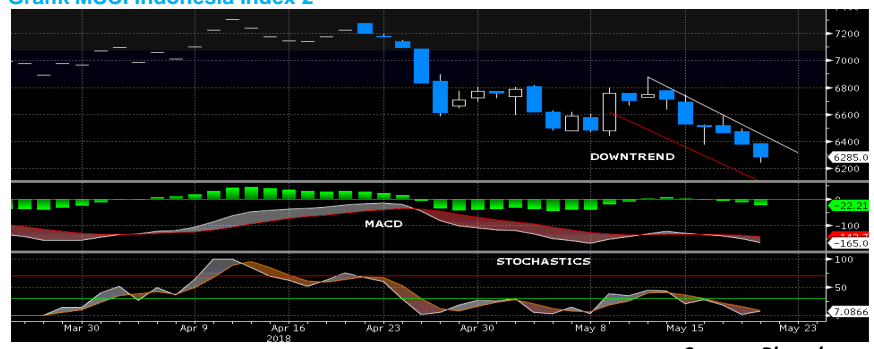 7200
7000
6800
6600
6400
6285.0
6200
DOWNTREND
0
-22.21
MACD
-100
-165.0
STOCHASTICS
100
50
7.0866
Mar 30
Apr 9
Apr 16
Apr 23
Apr 30
May 8
May 15
May 23
2018